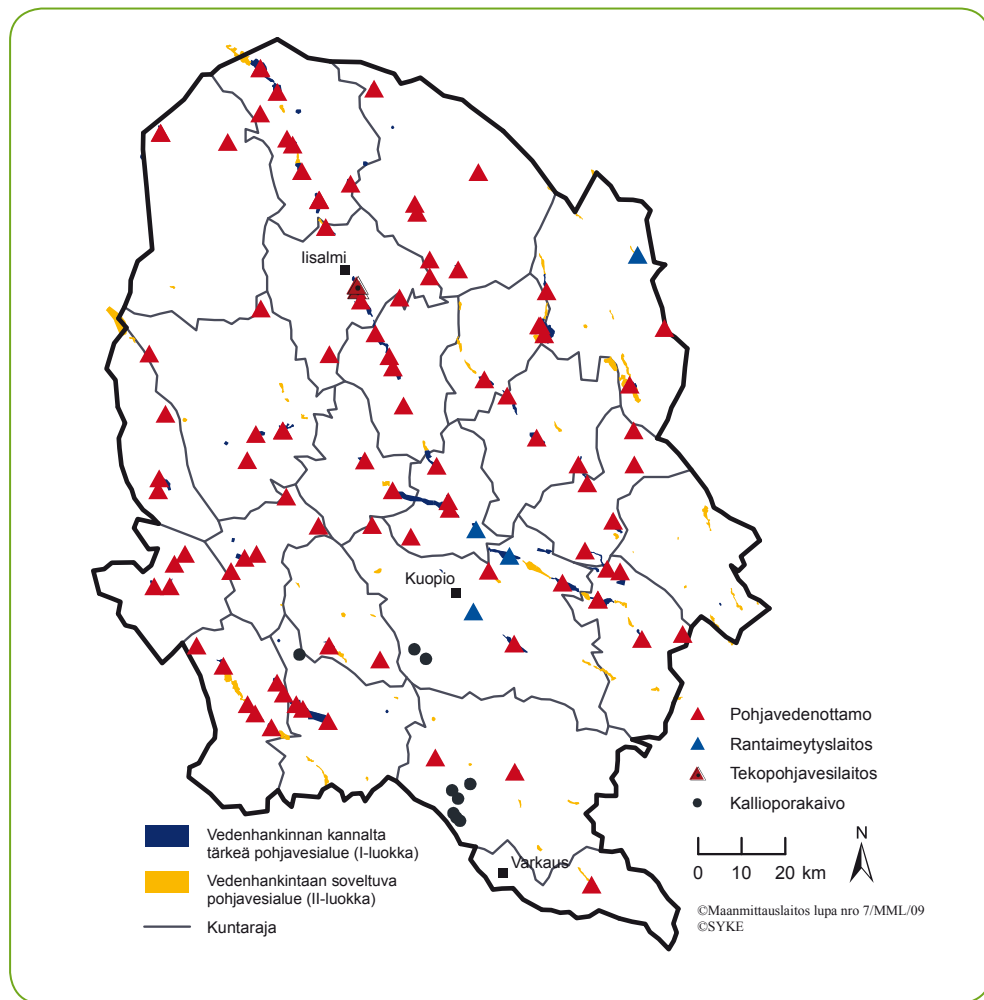 Iisalmi
Kuopio
Varkaus
Pohjavedenottamo
Rantaimeytyslaitos
Tekopohjavesilaitos
Kallioporakaivo
Vedenhankinnan kannalta
tärkeä pohjavesialue (I-luokka)
Vedenhankintaan soveltuva
pohjavesialue (II-luokka)
Kuntaraja
N
0 10 20 km
©Maanmittauslaitos lupa nro 7/MML/09
©SYKE